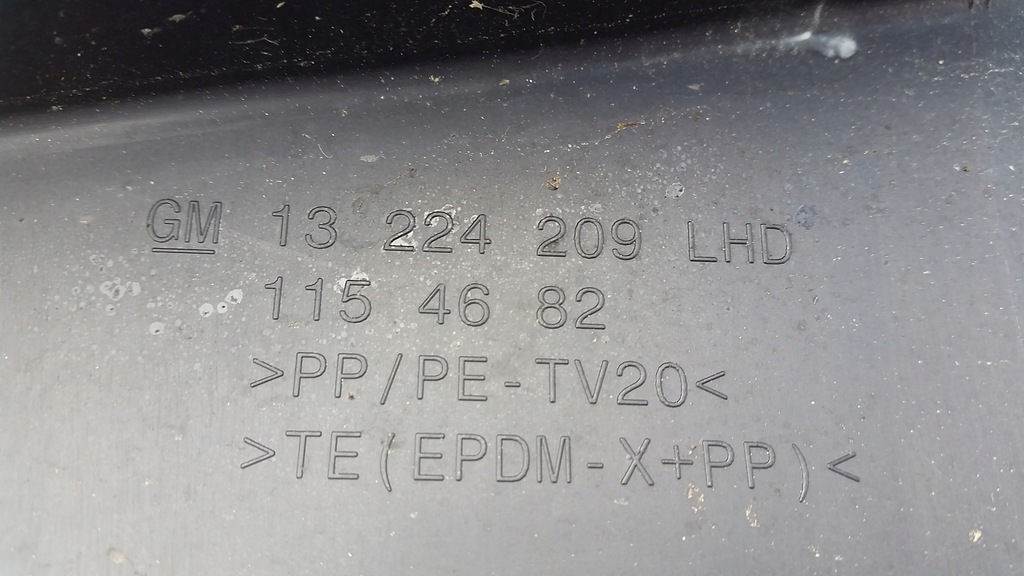 GM 13 224 209 LHD
115 46 82
>PP/PE-TV20<
>TE(EPDM-X+PP)<